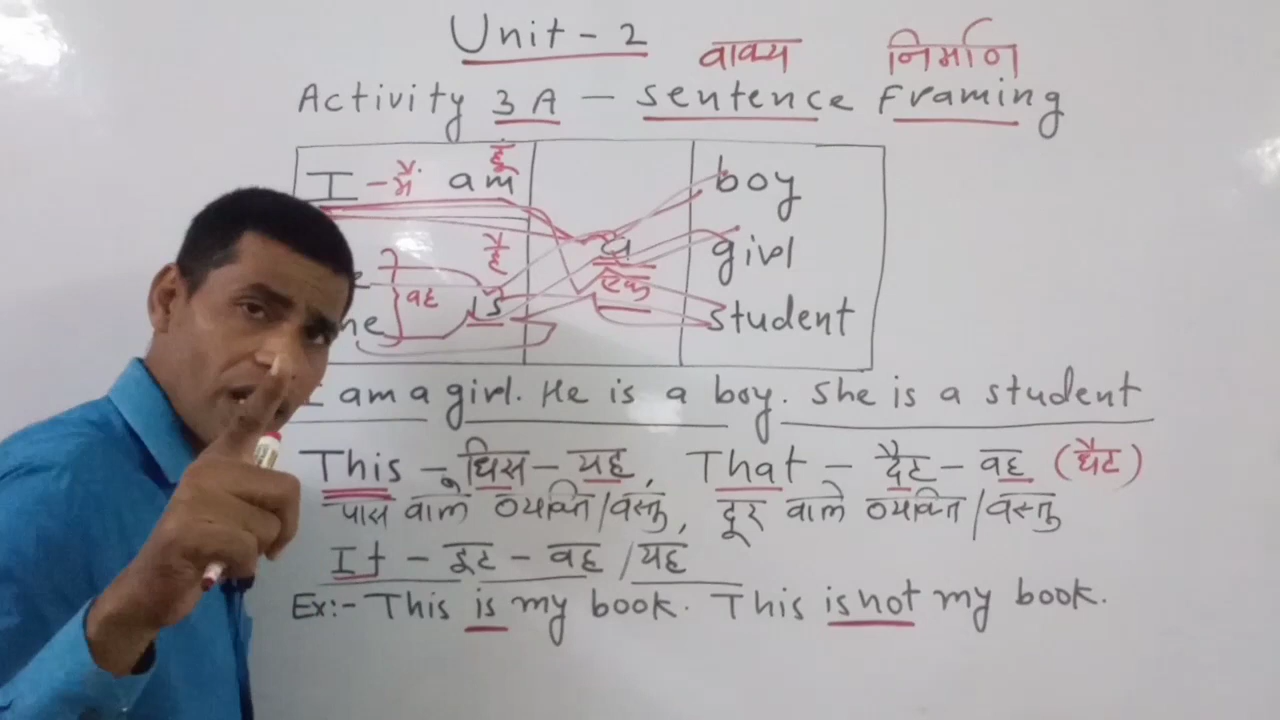 Unit - 2
वाक्य निर्माण
Activity 3A - Sentence Framing
I - मैं am हूँ boy
girl
वह is है एक
student
am a girl. He is a boy. She is a student
This - धिस - यह, That - दैट - वह (धैट)
पास वाले व्यक्ति/वस्तु, दूर वाले व्यक्ति/वस्तु
It - इट - वह/यह
Ex:- This is my book. This is not my book.